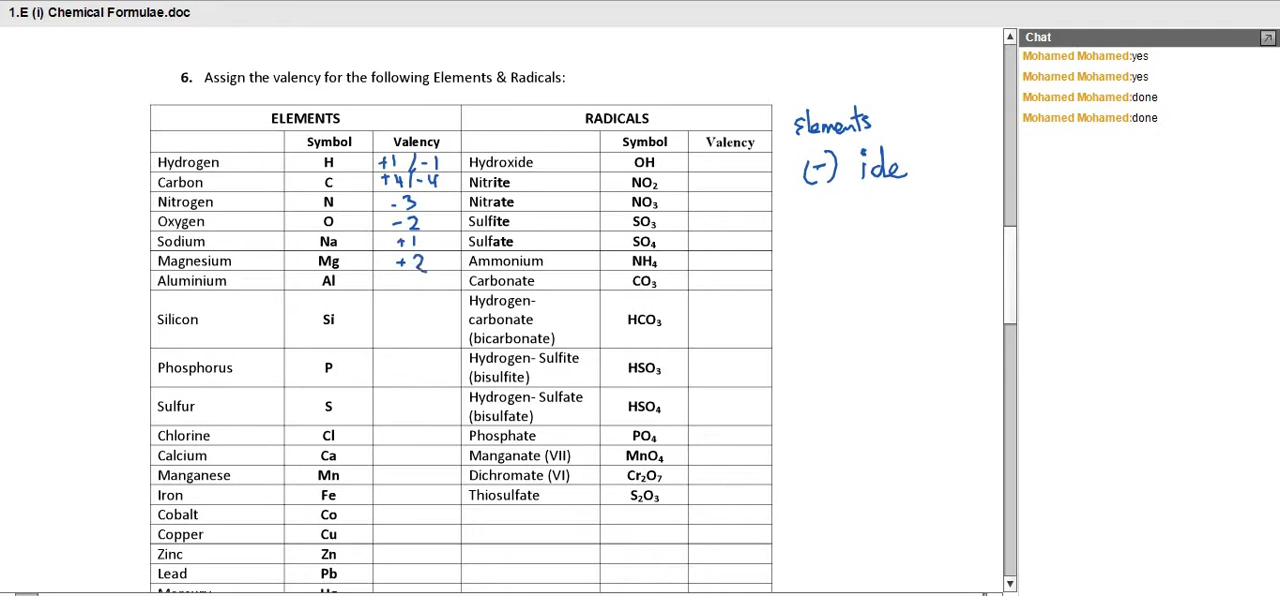 1.E (i) Chemical Formulae.doc
Chat
Mohamed Mohamed:yes
Mohamed Mohamed:yes
Mohamed Mohamed:done
Mohamed Mohamed:done
6. Assign the valency for the following Elements & Radicals:
ELEMENTS RADICALS
Symbol Valency Symbol Valency
Hydrogen H +1 / -1 Hydroxide OH
Carbon C +4/-4 Nitrite NO₂
Nitrogen N -3 Nitrate NO₃
Oxygen O -2 Sulfite SO₃
Sodium Na +1 Sulfate SO₄
Magnesium Mg +2 Ammonium NH₄
Aluminium Al Carbonate CO₃
Silicon Si Hydrogen-
carbonate
(bicarbonate) HCO₃
Phosphorus P Hydrogen- Sulfite
(bisulfite) HSO₃
Sulfur S Hydrogen- Sulfate
(bisulfate) HSO₄
Chlorine Cl Phosphate PO₄
Calcium Ca Manganate (VII) MnO₄
Manganese Mn Dichromate (VI) Cr₂O₇
Iron Fe Thiosulfate S₂O₃
Cobalt Co
Copper Cu
Zinc Zn
Lead Pb
Elements
(-) ide